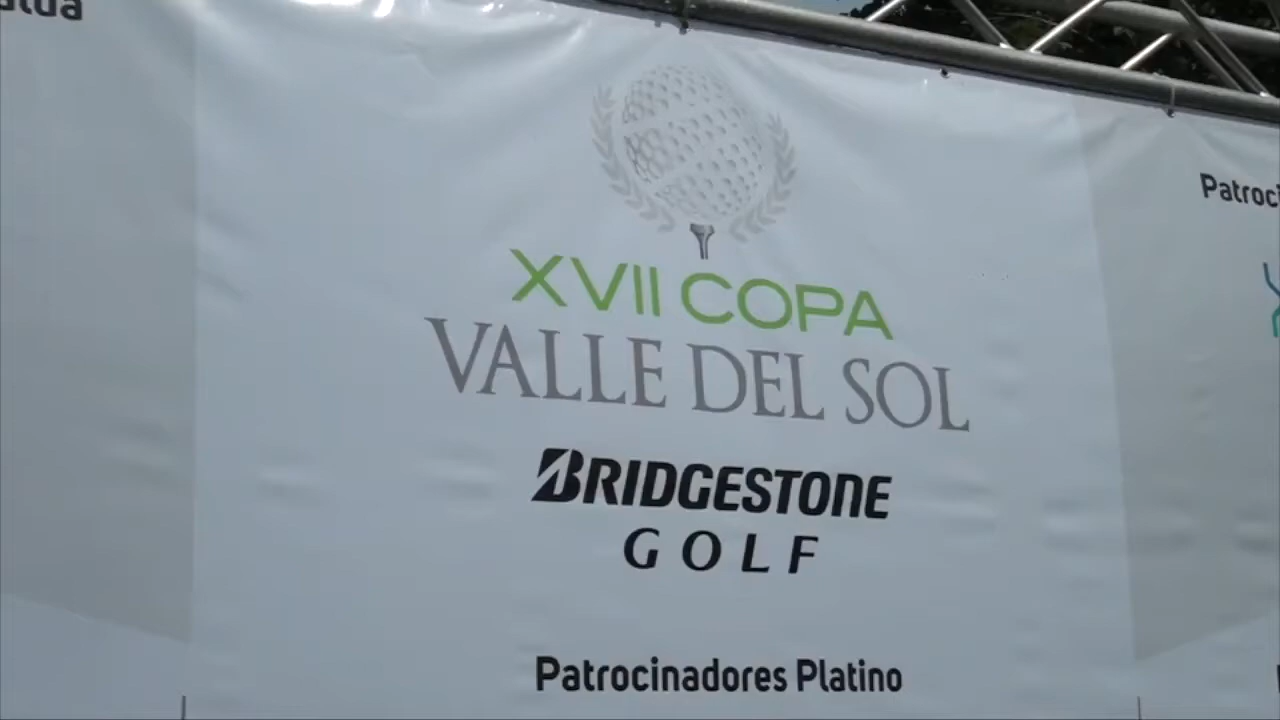 XVII COPA
VALLE DEL SOL
BRIDGESTONE
GOLF
Patrocinadores Platino